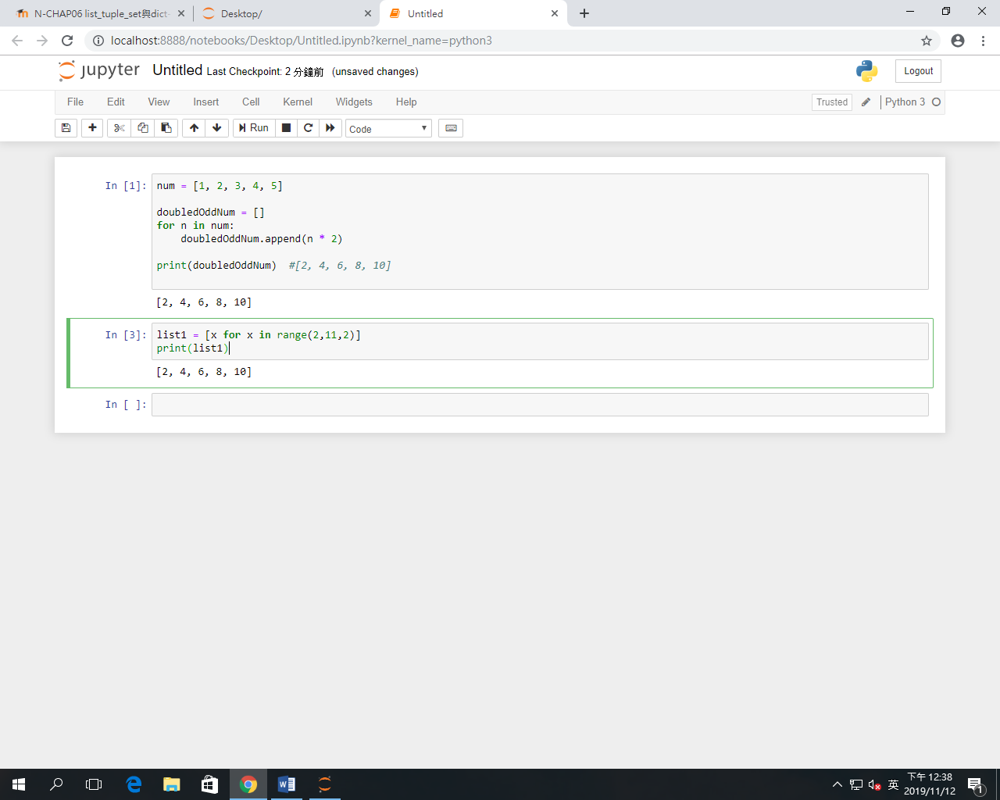 N-CHAP06 list_tuple_set與dict-
Desktop/
Untitled
localhost:8888/notebooks/Desktop/Untitled.ipynb?kernel_name=python3
jupyter Untitled Last Checkpoint: 2 分鐘前 (unsaved changes)
Logout
File Edit View Insert Cell Kernel Widgets Help
Trusted Python 3
Run Code
In [1]: num = [1, 2, 3, 4, 5]
doubledOddNum = []
for n in num:
    doubledOddNum.append(n * 2)
print(doubledOddNum)  #[2, 4, 6, 8, 10]
[2, 4, 6, 8, 10]
In [3]: list1 = [x for x in range(2,11,2)]
print(list1)
[2, 4, 6, 8, 10]
In [ ]:
英
下午 12:38
2019/11/12
1